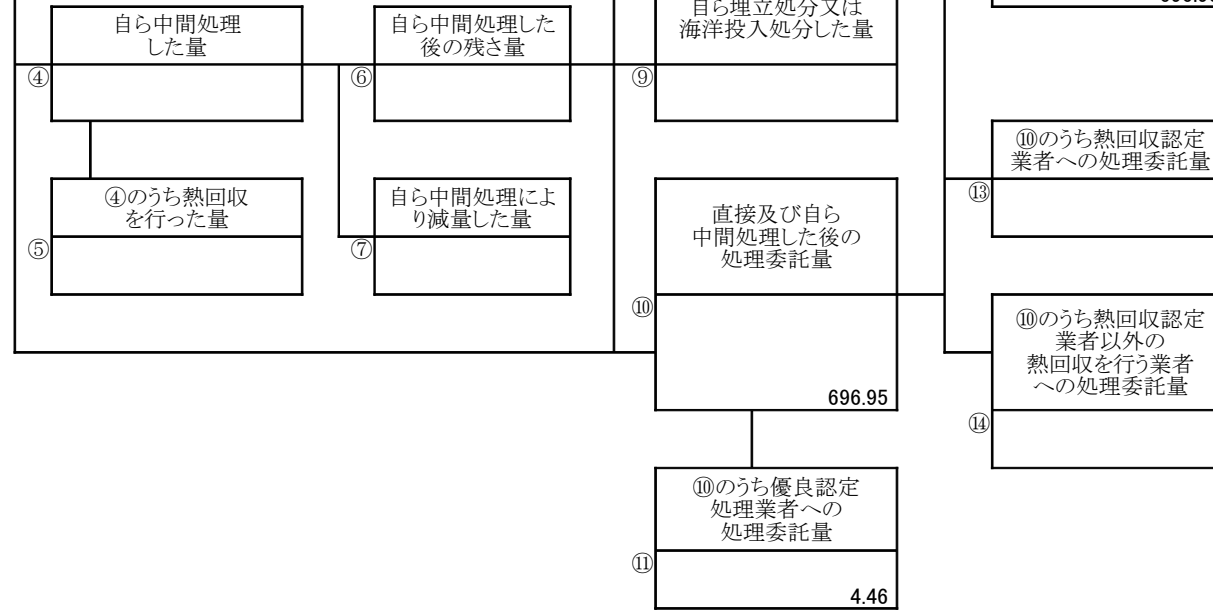 自ら中間処理
した量
④
自ら中間処理した
後の残さ量
⑥
自ら埋立処分又は
海洋投入処分した量
⑨
④のうち熱回収
を行った量
⑤
自ら中間処理によ
り減量した量
⑦
直接及び自ら
中間処理した後の
処理委託量
⑩
696.95
⑩のうち優良認定
処理業者への
処理委託量
⑪
4.46
⑩のうち熱回収認定
業者への処理委託量
⑬
⑩のうち熱回収認定
業者以外の
熱回収を行う業者
への処理委託量
⑭